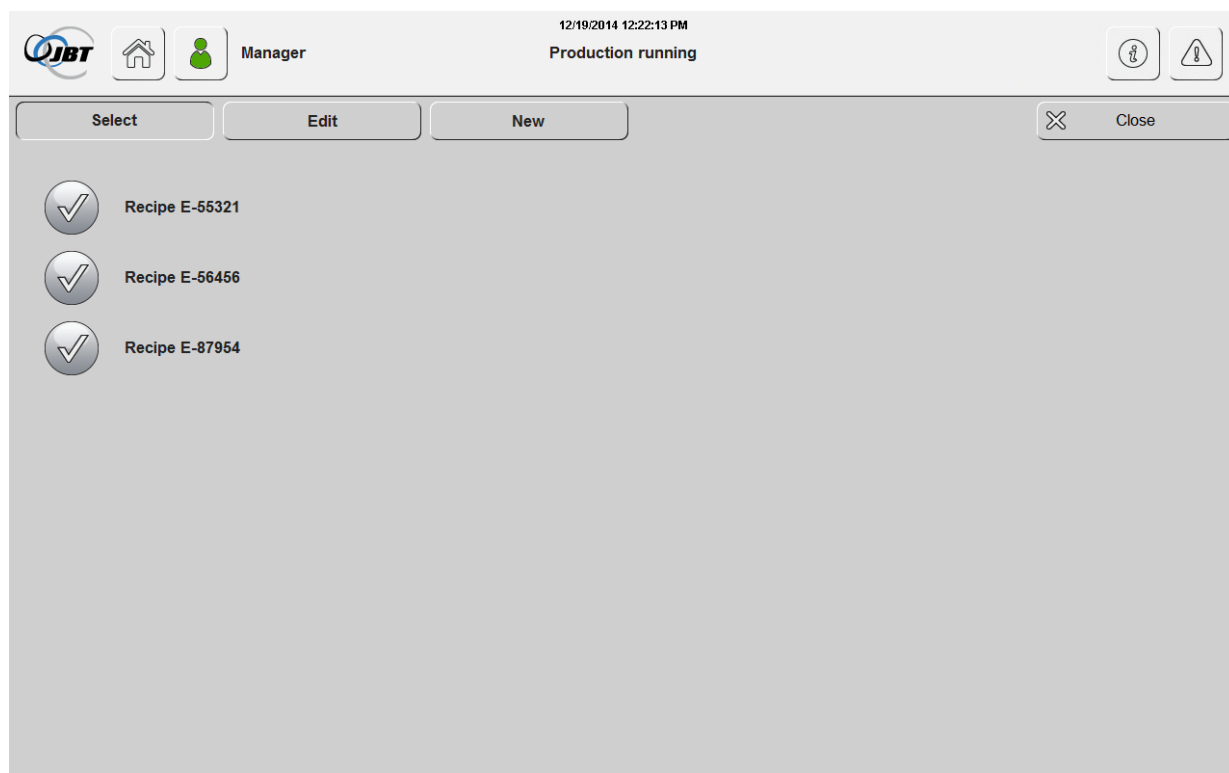 12/19/2014 12:22:13 PM
JBT
Manager
Production running
Select
Edit
New
Close
Recipe E-55321
Recipe E-56456
Recipe E-87954